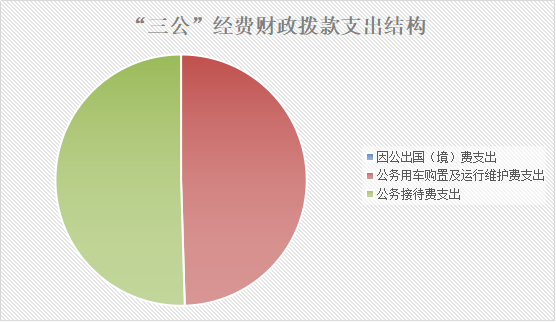 “三公”经费财政拨款支出结构
因公出国（境）费支出
公务用车购置及运行维护费支出
公务接待费支出